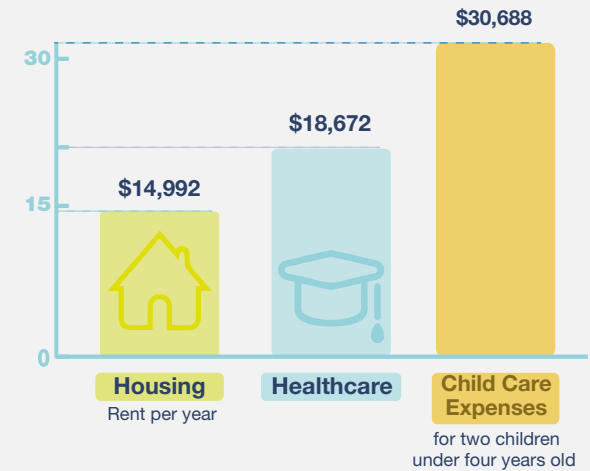 $30,688
30
$18,672
$14,992
15
0
Housing
Rent per year
Healthcare
Child Care
Expenses
for two children
under four years old